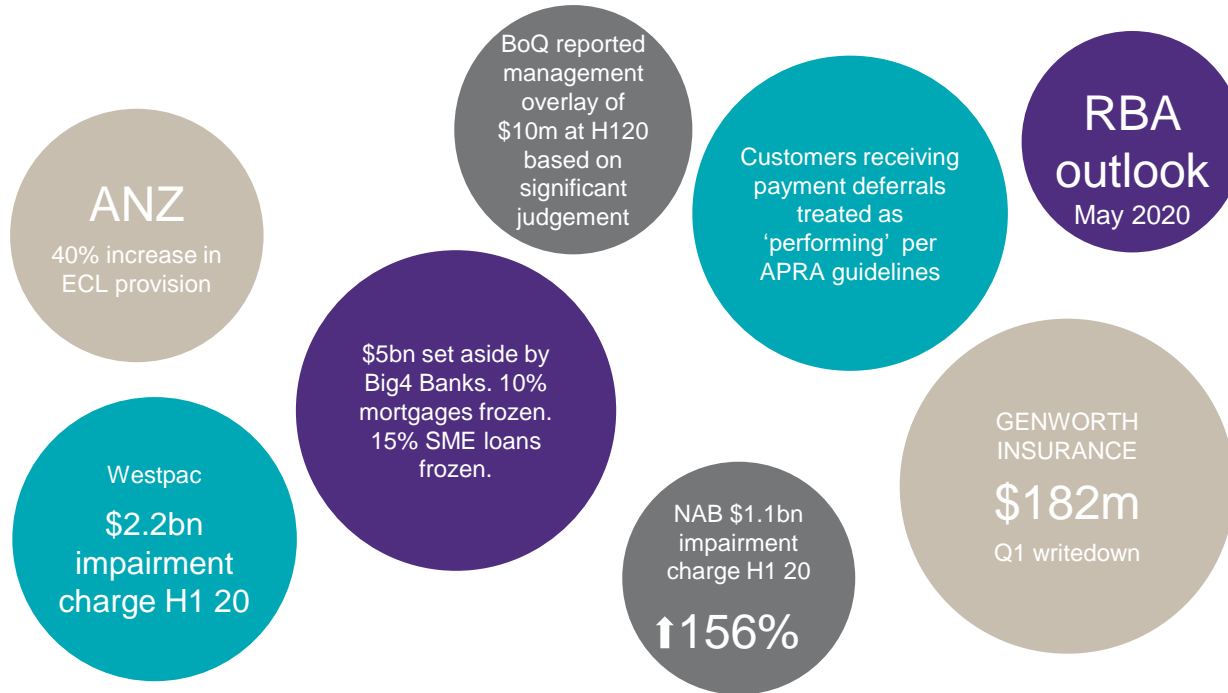 BoQ reported
management
overlay of
$10m at H120
based on
significant
judgement
RBA
outlook
May 2020
Customers receiving
payment deferrals
treated as
‘performing’ per
APRA guidelines
ANZ
40% increase in
ECL provision
$5bn set aside by
Big4 Banks. 10%
mortgages frozen.
15% SME loans
frozen.
GENWORTH
INSURANCE
$182m
Q1 writedown
Westpac
$2.2bn
impairment
charge H1 20
NAB $1.1bn
impairment
charge H1 20
⬆156%